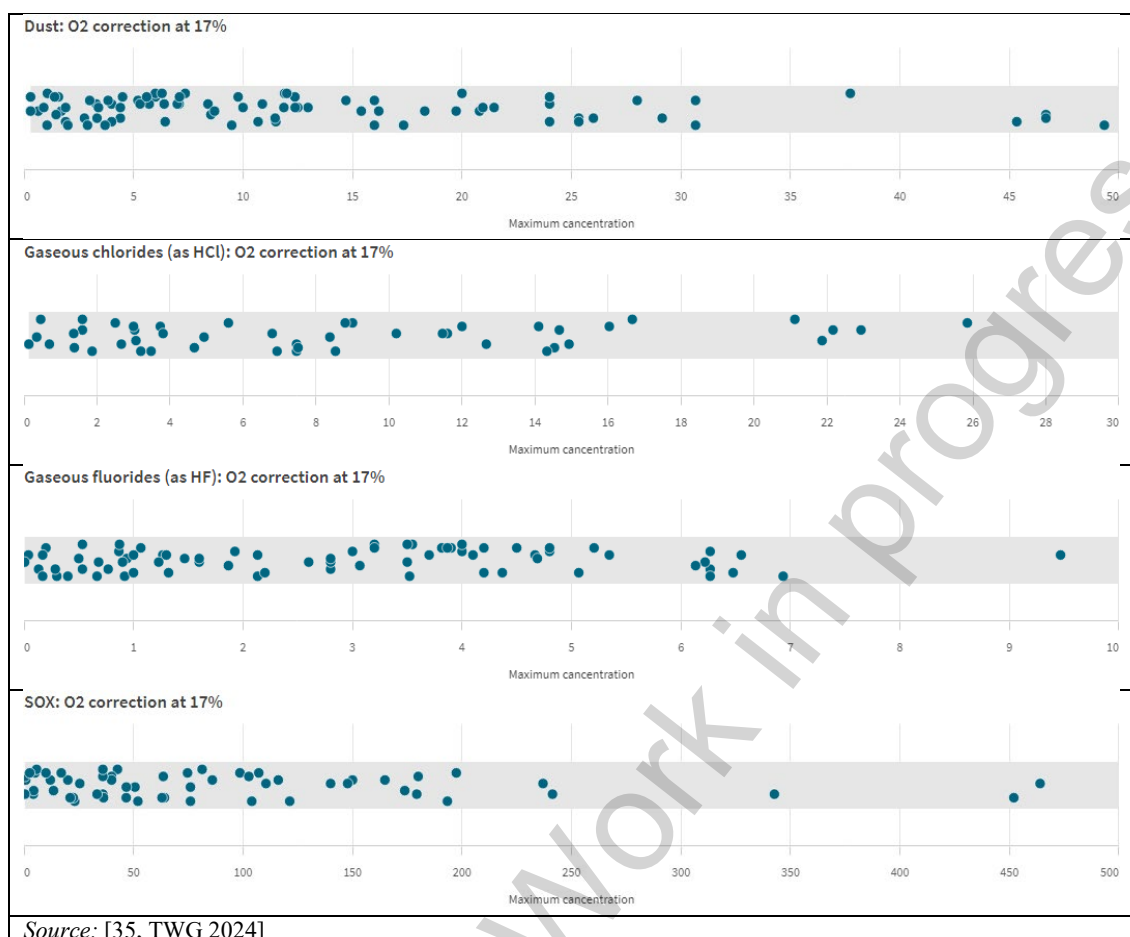 Dust: O2 correction at 17%
0 5 10 15 20 25 30 35 40 45 50
Maximum cancentration
Gaseous chlorides (as HCl): O2 correction at 17%
0 2 4 6 8 10 12 14 16 18 20 22 24 26 28 30
Maximum cancentration
Gaseous fluorides (as HF): O2 correction at 17%
0 1 2 3 4 5 6 7 8 9 10
Maximum cancentration
SOX: O2 correction at 17%
0 50 100 150 200 250 300 350 400 450 500
Maximum cancentration
Source: [35, TWG 2024]
Work in progres